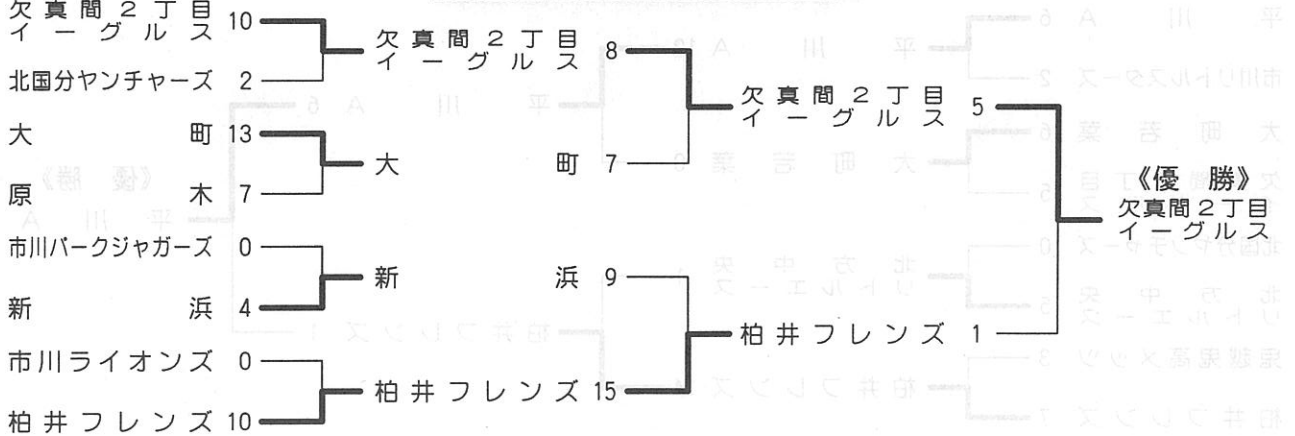 欠真間２丁目
イーグルス 10
北国分ヤンチャーズ 2
大町 13
原木 7
市川パークジャガーズ 0
新浜 4
市川ライオンズ 0
柏井フレンズ 10
欠真間２丁目
イーグルス 8
大町 7
新浜 9
柏井フレンズ 15
欠真間２丁目
イーグルス 5
柏井フレンズ 1
《優勝》
欠真間２丁目
イーグルス